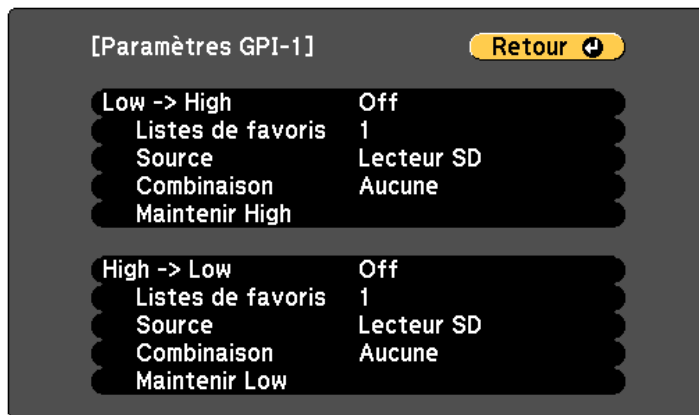 [Paramètres GPI-1] Retour
Low -> High Off
Listes de favoris 1
Source Lecteur SD
Combinaison Aucune
Maintenir High
High -> Low Off
Listes de favoris 1
Source Lecteur SD
Combinaison Aucune
Maintenir Low